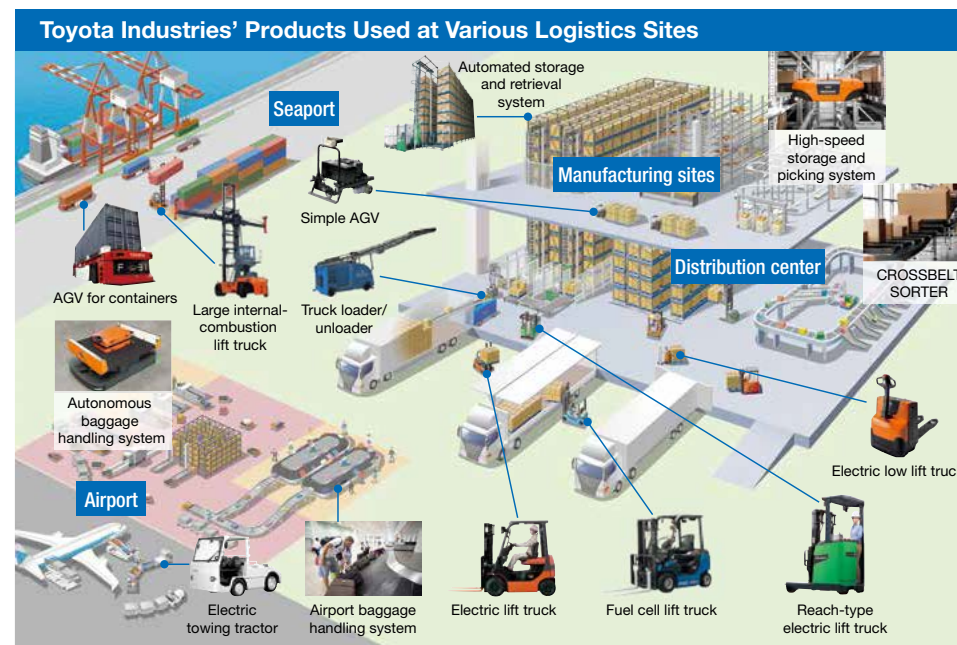 Toyota Industries’ Products Used at Various Logistics Sites
Automated storage
and retrieval
system
Seaport
High-speed
storage and
picking system
Manufacturing sites
Simple AGV
Distribution center
CROSSBELT
SORTER
AGV for containers
Large internal-
combustion
lift truck
Truck loader/
unloader
Autonomous
baggage
handling system
Electric low lift
Airport
Electric
towing tractor
Airport baggage
handling system
Electric lift truck
Fuel cell lift truck
Reach-type
electric lift truck